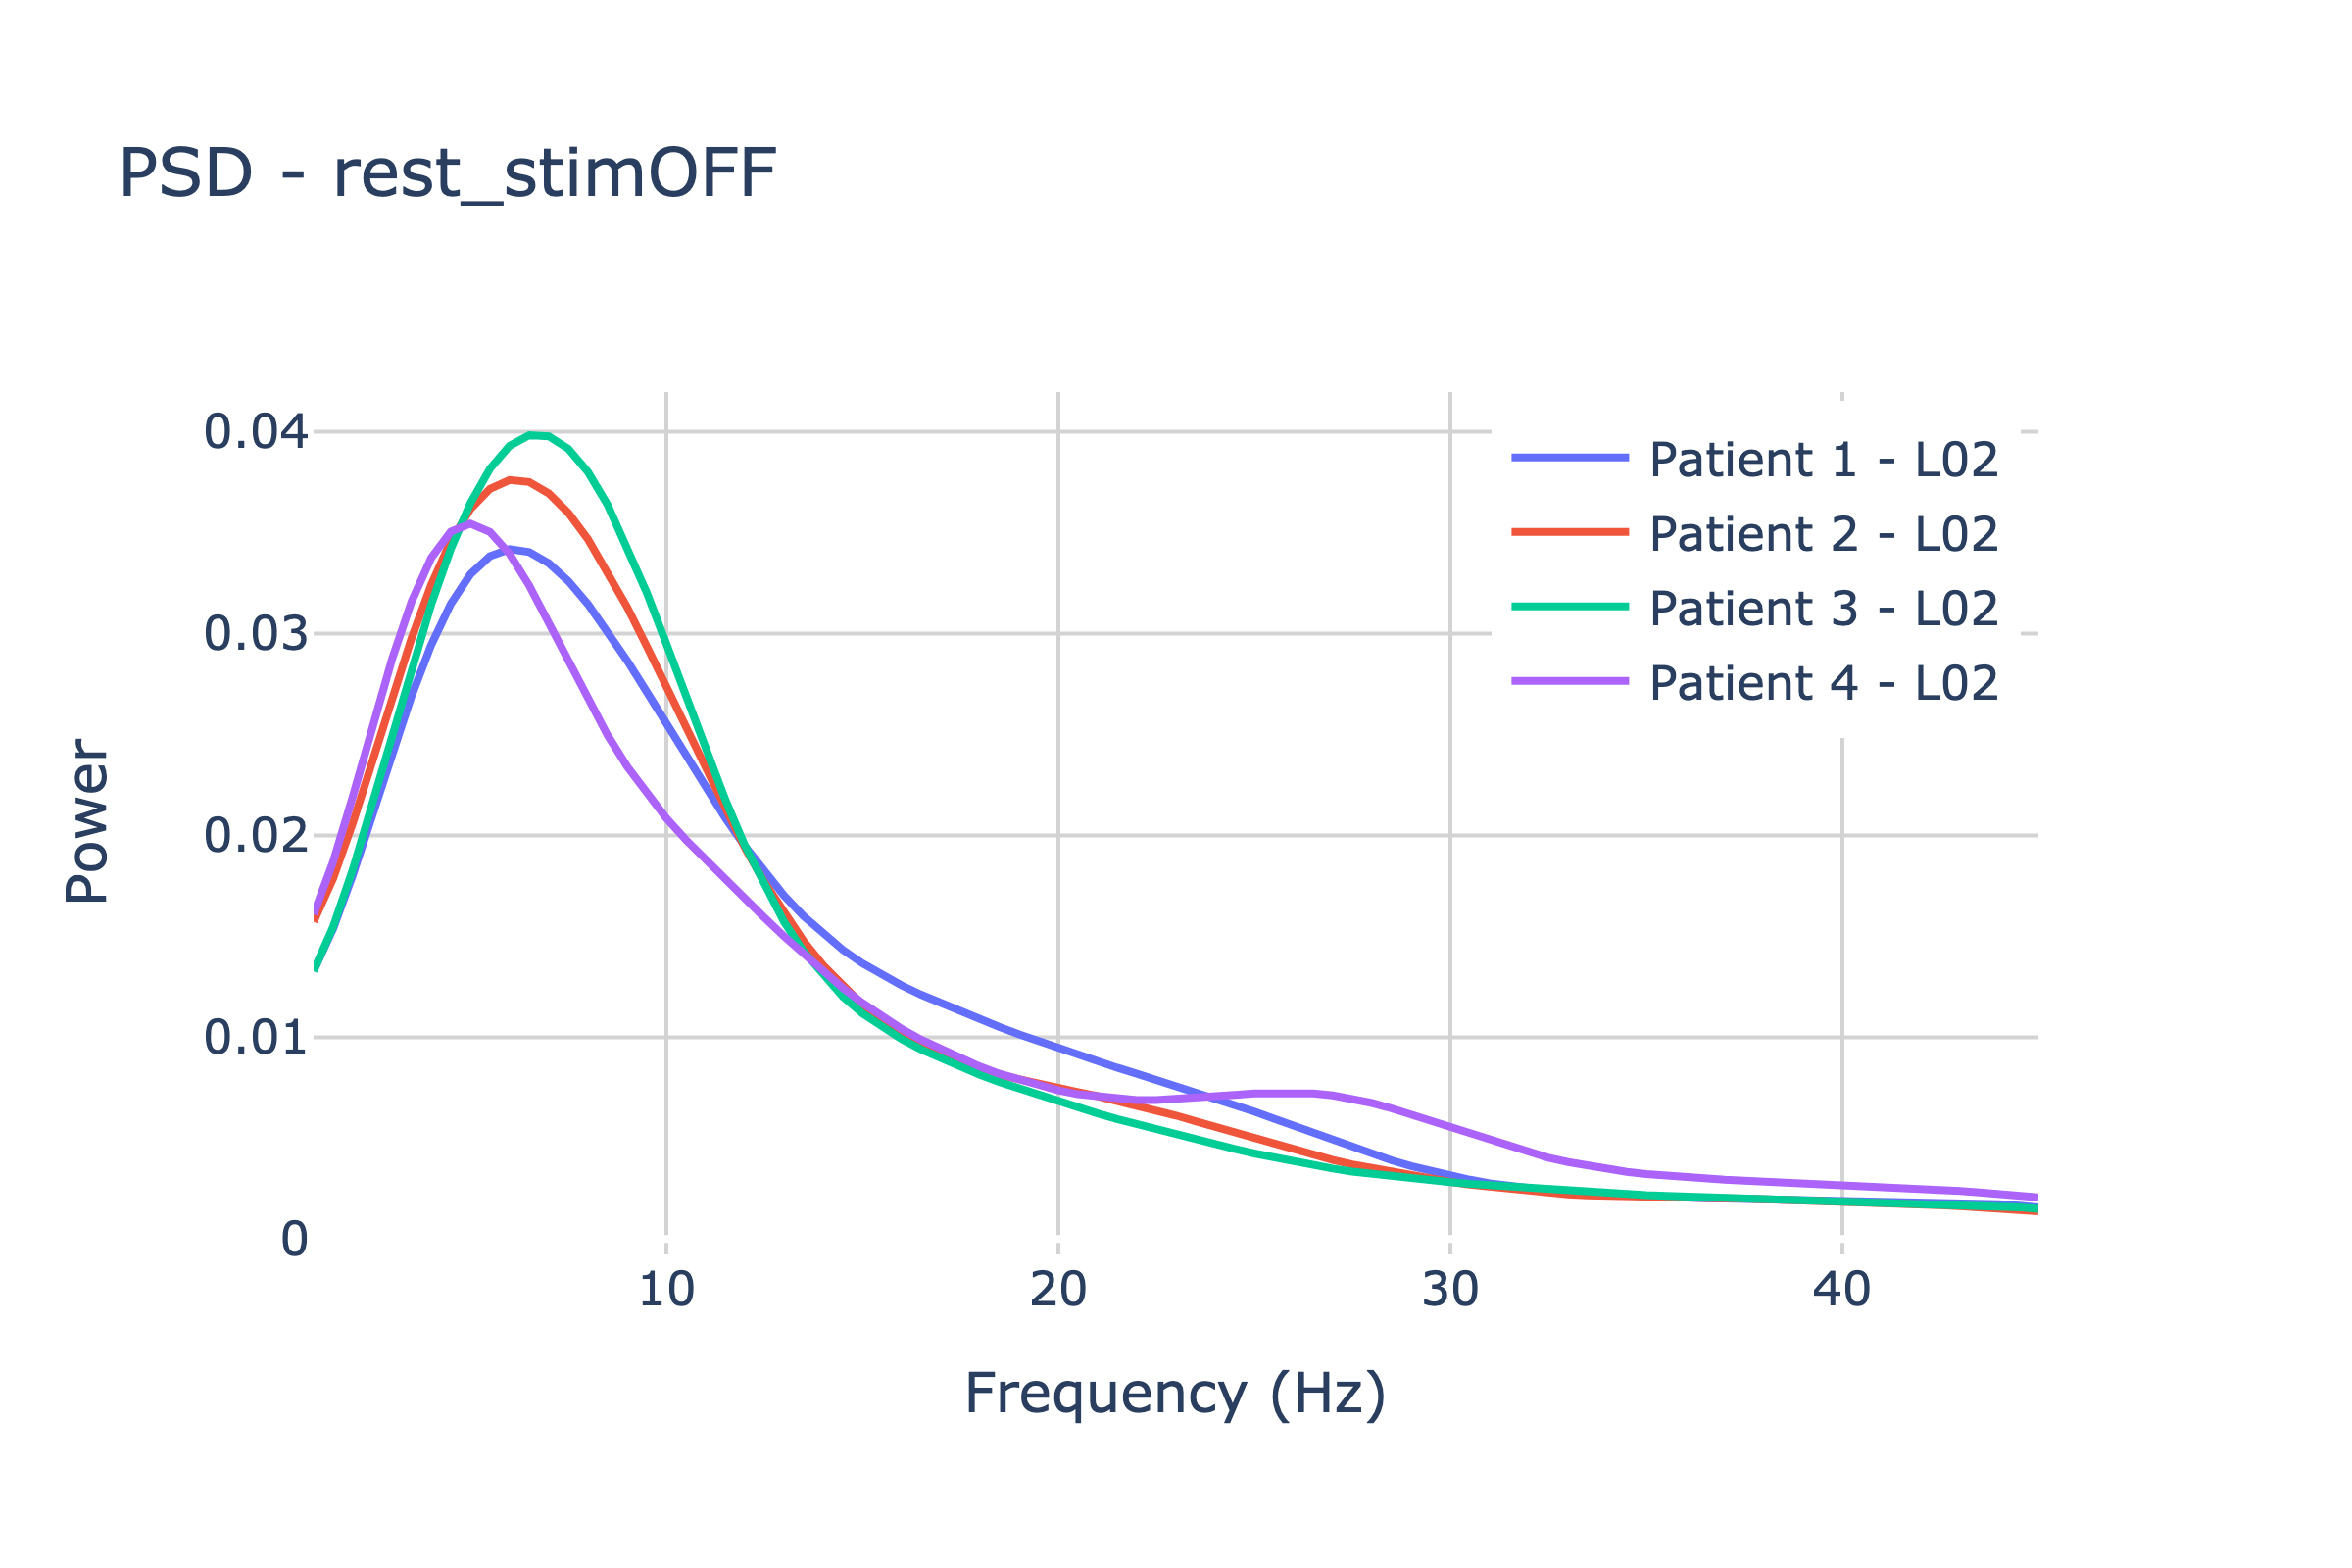 PSD - rest_stimOFF
Patient 1 - L02
Patient 2 - L02
Patient 3 - L02
Patient 4 - L02
0.04
0.03
0.02
0.01
0
Power
10
20
30
40
Frequency (Hz)